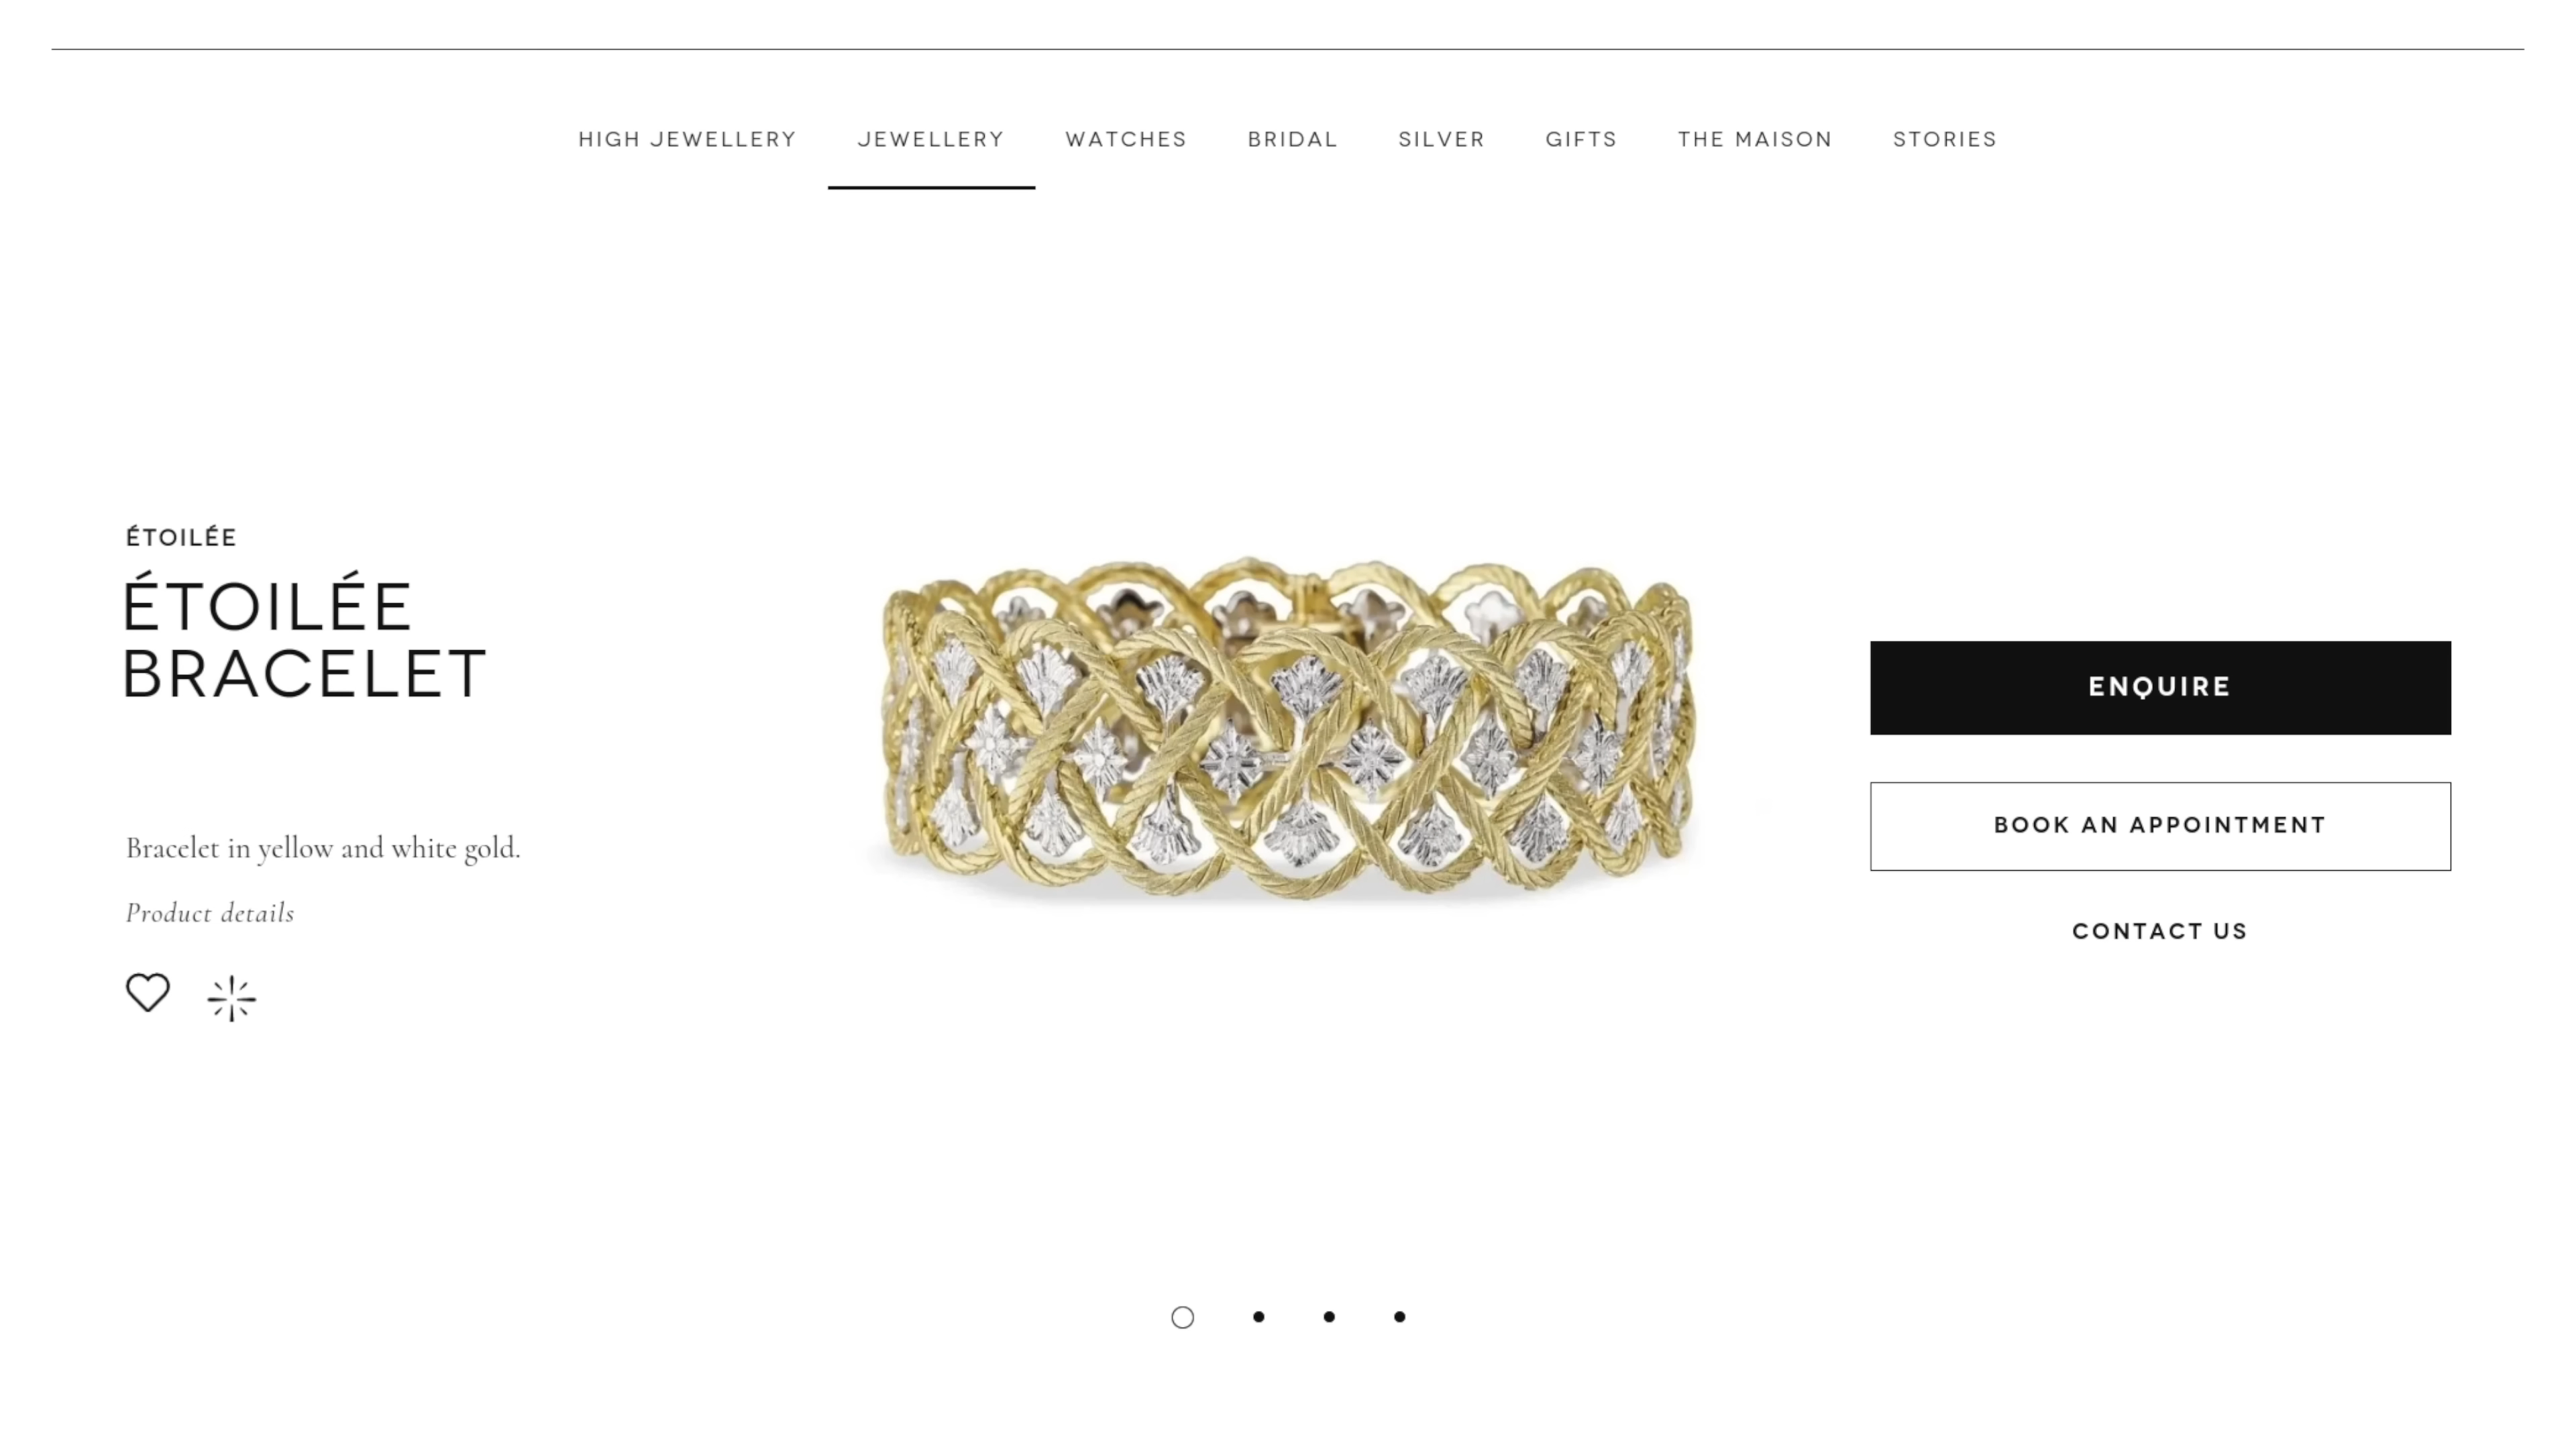 HIGH JEWELLERY JEWELLERY WATCHES BRIDAL SILVER GIFTS THE MAISON STORIES
ÉTOILÉE
ÉTOILÉE
BRACELET
Bracelet in yellow and white gold.
Product details
ENQUIRE
BOOK AN APPOINTMENT
CONTACT US